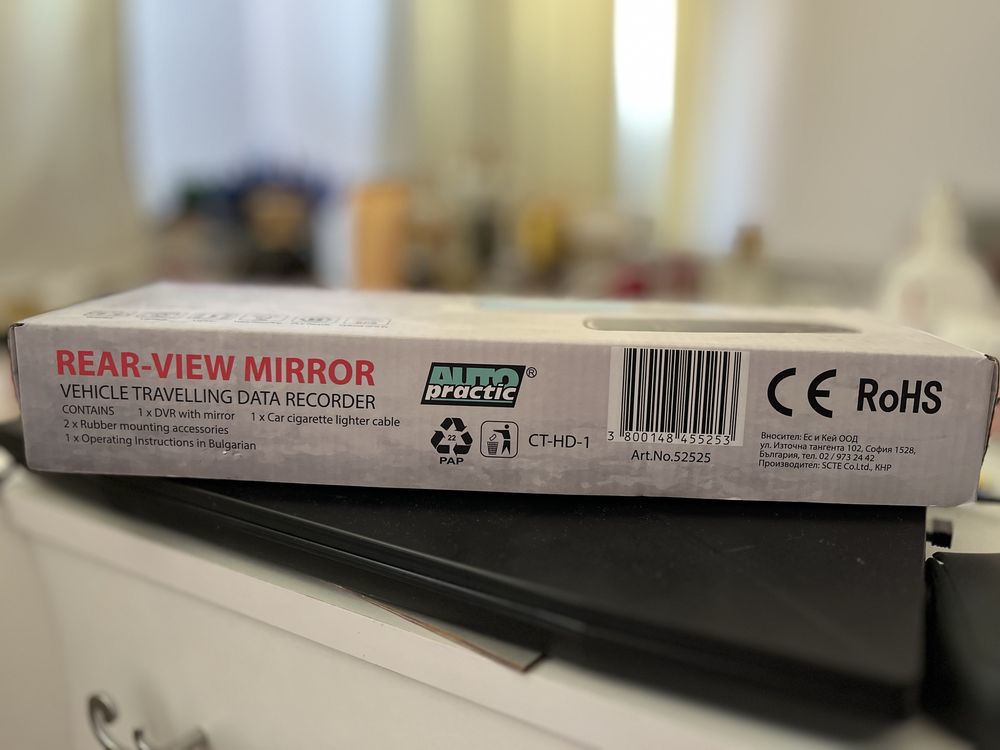 REAR-VIEW MIRROR
VEHICLE TRAVELLING DATA RECORDER
CONTAINS 1 x DVR with mirror 1 x Car cigarette lighter cable
2 x Rubber mounting accessories
1 x Operating Instructions in Bulgarian
AUTO ®
practic
22
PAP
CT-HD-1
3 800148 455253
Art.No.52525
CE RoHS
Вносител: Ес и Кей ООД
ул. Източна тангента 102, София 1528,
България, тел. 02 / 973 24 42
Производител: SCTE Co.Ltd., КНР